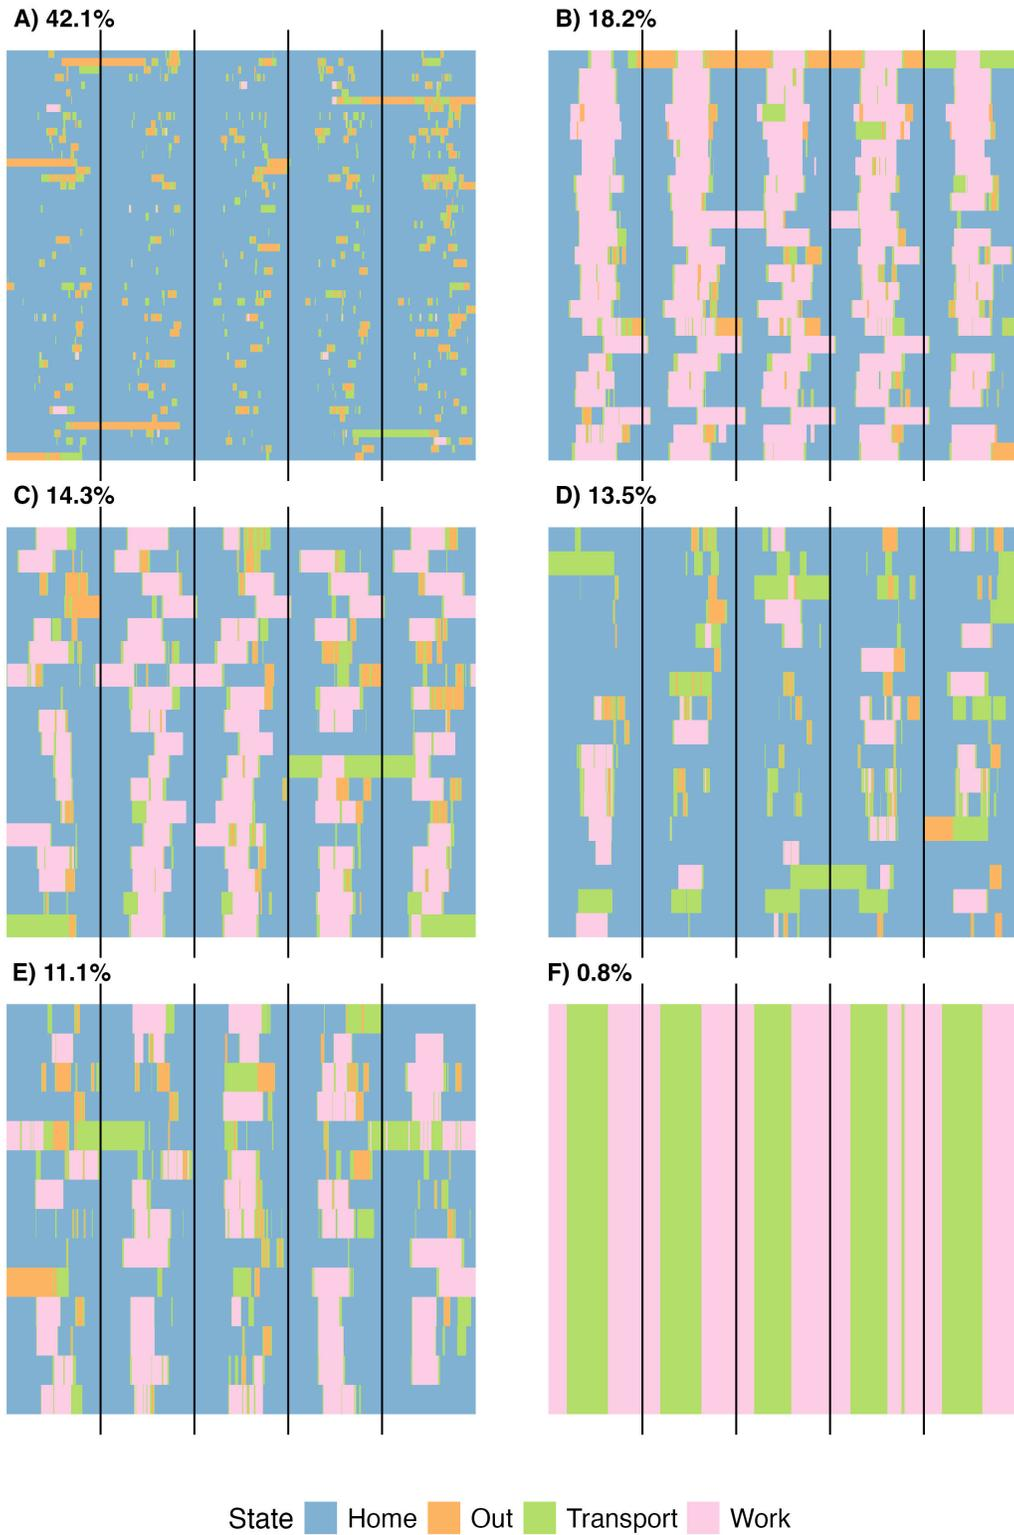 A) 42.1%
B) 18.2%
C) 14.3%
D) 13.5%
E) 11.1%
F) 0.8%
State Home Out Transport Work